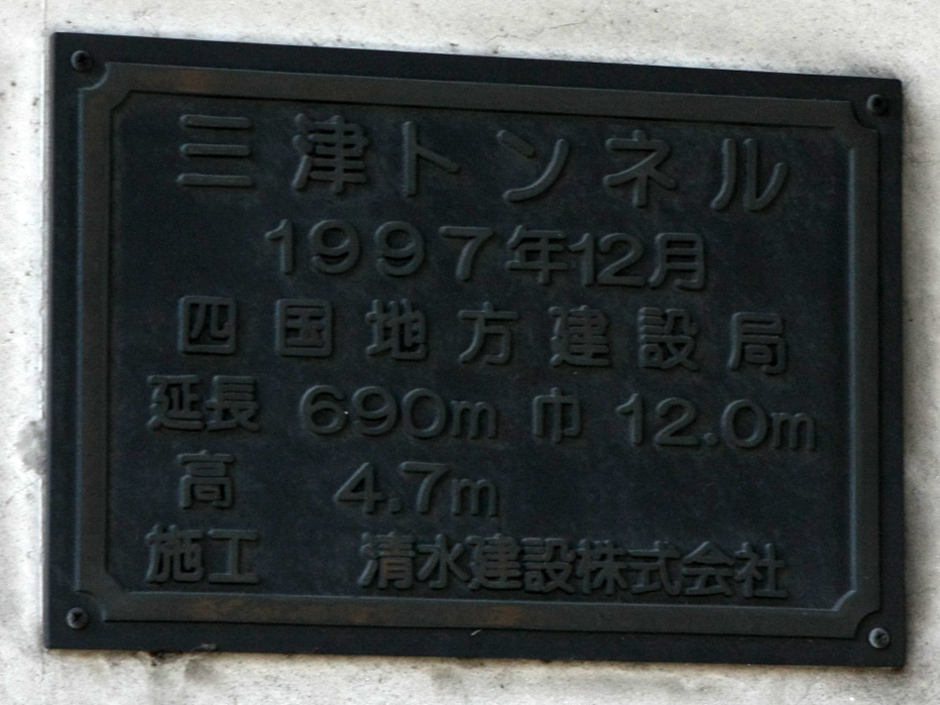 三津トンネル
1997年12月
四国地方建設局
延長 690m 巾 12.0m
高 4.7m
施工 清水建設株式会社